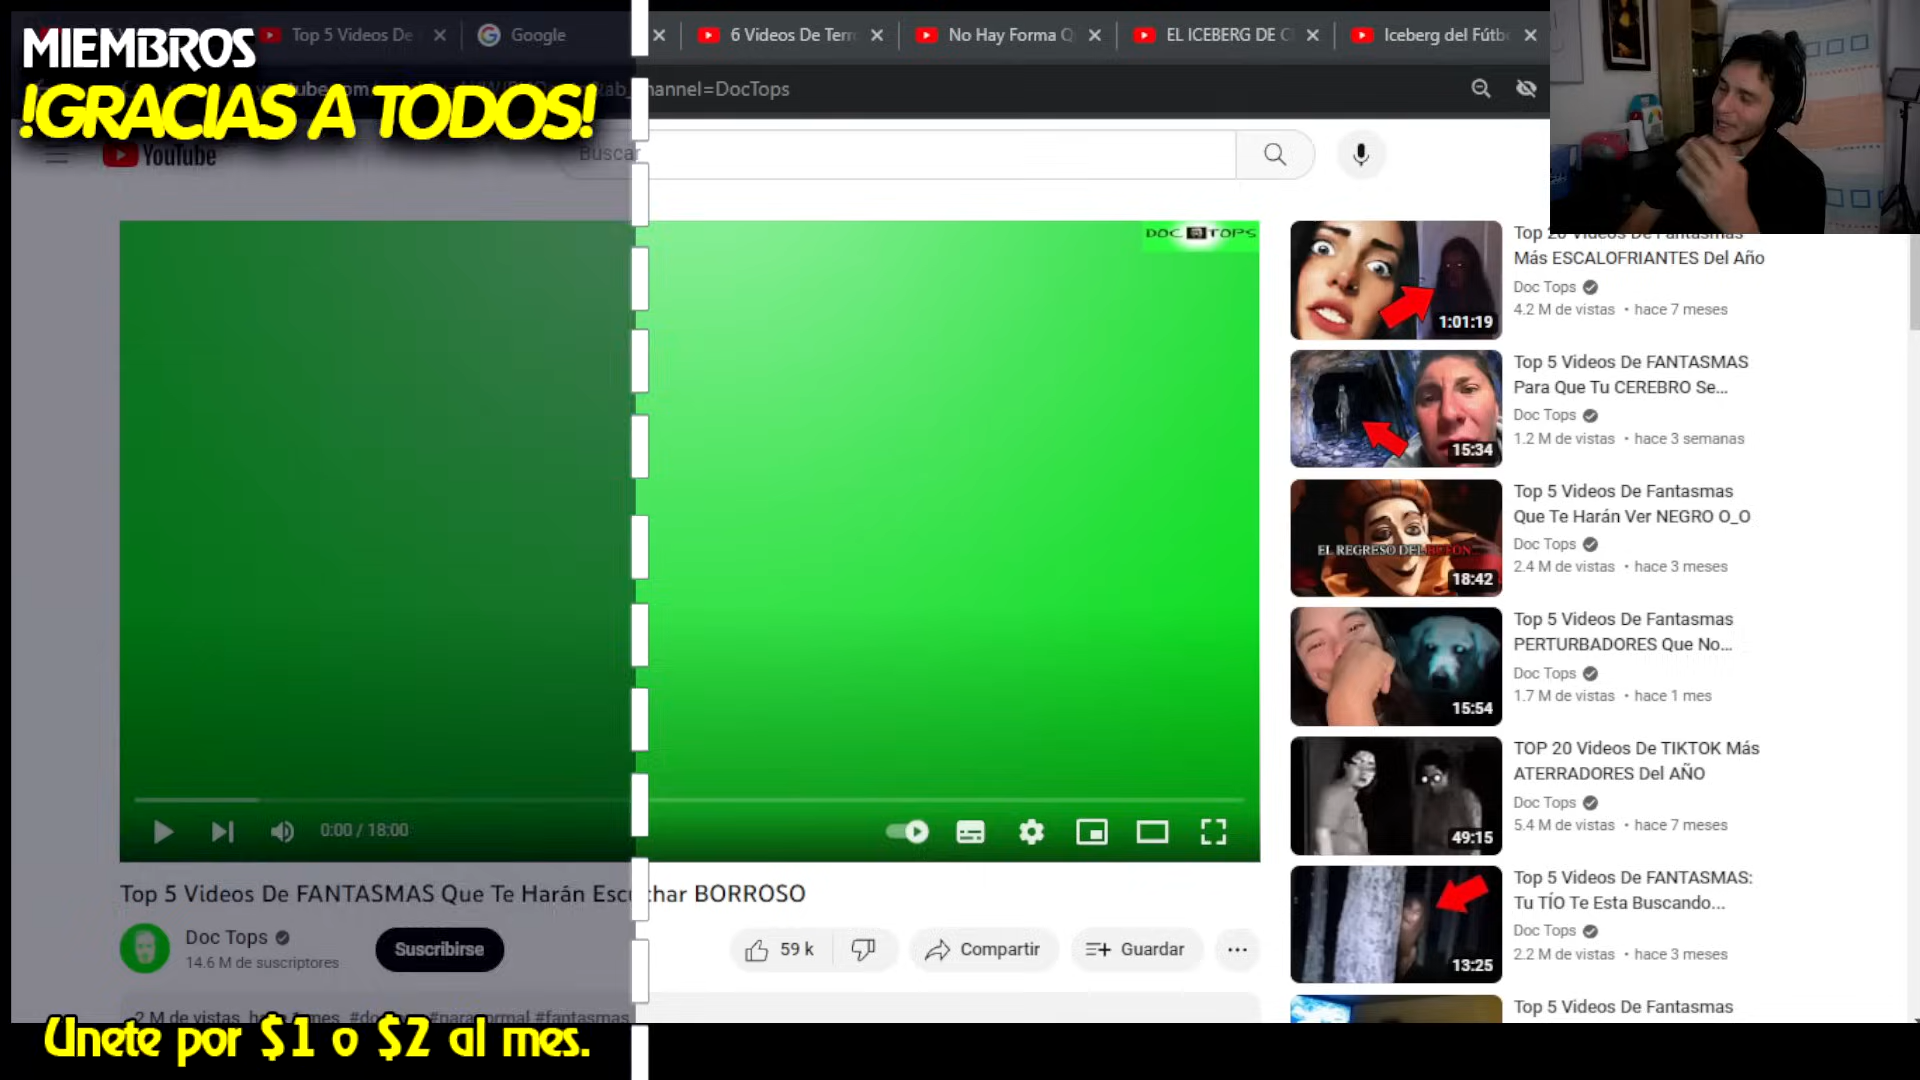 MIEMBROS
!GRACIAS A TODOS!
Top 5 Videos De
Google
6 Videos De Terr
No Hay Forma Q
EL ICEBERG DE C
Iceberg del Fútb
hannel=DocTops
YouTube
Buscar
DOC TOPS
0:00 / 18:00
Top 5 Videos De FANTASMAS Que Te Harán Escuchar BORROSO
Doc Tops
14.6 M de suscriptores
Suscribirse
59 k
Compartir
Guardar
Únete por $1 o $2 al mes.
Top 20 Videos De Fantasmas
Más ESCALOFRIANTES Del Año
Doc Tops
4.2 M de vistas • hace 7 meses
1:01:19
Top 5 Videos De FANTASMAS
Para Que Tu CEREBRO Se...
Doc Tops
1.2 M de vistas • hace 3 semanas
15:34
Top 5 Videos De Fantasmas
Que Te Harán Ver NEGRO O_O
Doc Tops
2.4 M de vistas • hace 3 meses
EL REGRESO DEL BUFÓN
18:42
Top 5 Videos De Fantasmas
PERTURBADORES Que No...
Doc Tops
1.7 M de vistas • hace 1 mes
15:54
TOP 20 Videos De TIKTOK Más
ATERRADORES Del AÑO
Doc Tops
5.4 M de vistas • hace 7 meses
49:15
Top 5 Videos De FANTASMAS:
Tu TÍO Te Esta Buscando...
Doc Tops
2.2 M de vistas • hace 3 meses
13:25
Top 5 Videos De Fantasmas